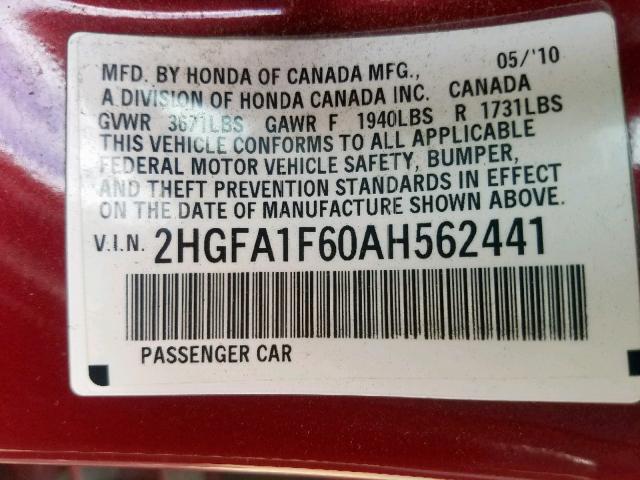 MFD. BY HONDA OF CANADA MFG., 05/'10
A DIVISION OF HONDA CANADA INC. CANADA
GVWR 3671LBS GAWR F 1940LBS R 1731LBS
THIS VEHICLE CONFORMS TO ALL APPLICABLE
FEDERAL MOTOR VEHICLE SAFETY, BUMPER,
AND THEFT PREVENTION STANDARDS IN EFFECT
ON THE DATE OF MANUFACTURE SHOWN ABOVE.
V.I.N. 2HGFA1F60AH562441
PASSENGER CAR